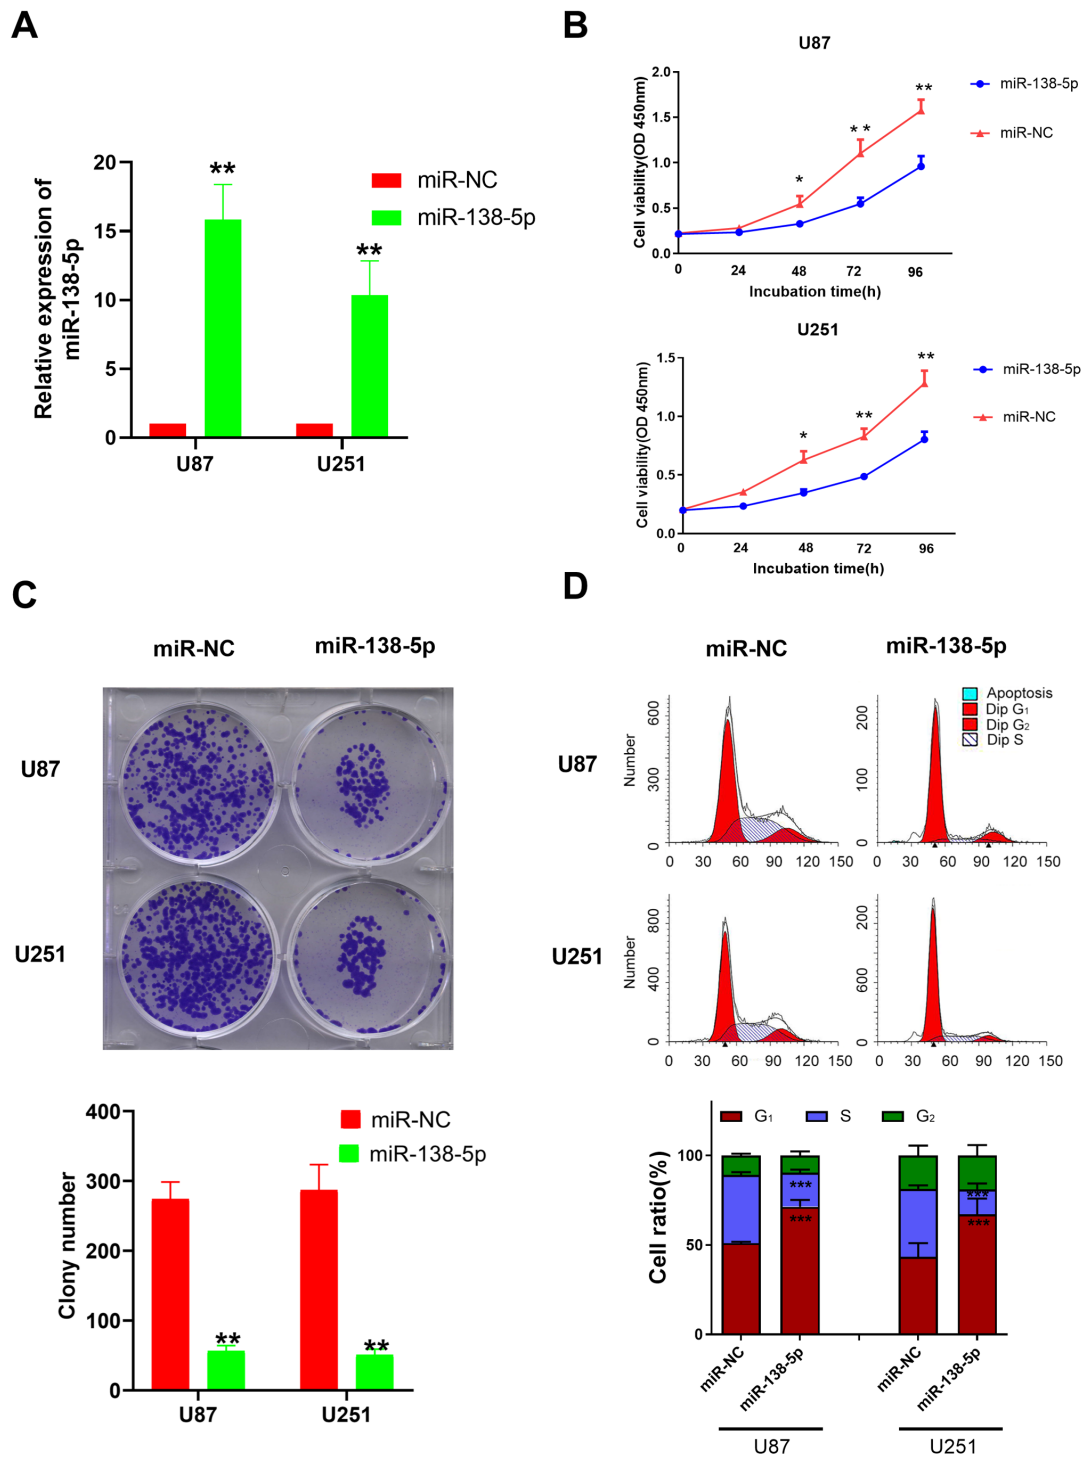 A
20
15
10
5
0
Relative expression of
miR-138-5p
**
**
miR-NC
miR-138-5p
U87
U251
B
U87
2.0
1.5
1.0
0.5
0.0
Cell viability(OD 450nm)
*
**
**
miR-138-5p
miR-NC
0 24 48 72 96
Incubation time(h)
U251
1.5
1.0
0.5
0.0
Cell viability(OD 450nm)
*
**
**
miR-138-5p
miR-NC
0 24 48 72 96
Incubation time(h)
C
miR-NC miR-138-5p
U87
U251
400
300
200
100
0
Clony number
miR-NC
miR-138-5p
**
**
U87 U251
D
miR-NC miR-138-5p
U87
Number
600
300
0
0 30 60 90 120 150
200
100
0
0 30 60 90 120 150
Apoptosis
Dip G1
Dip G2
Dip S
U251
Number
800
400
0
0 30 60 90 120 150
200
600
0
0 30 60 90 120 150
G1 S G2
100
50
0
Cell ratio(%)
***
***
***
***
miR-NC
miR-138-5p
miR-NC
miR-138-5p
U87 U251